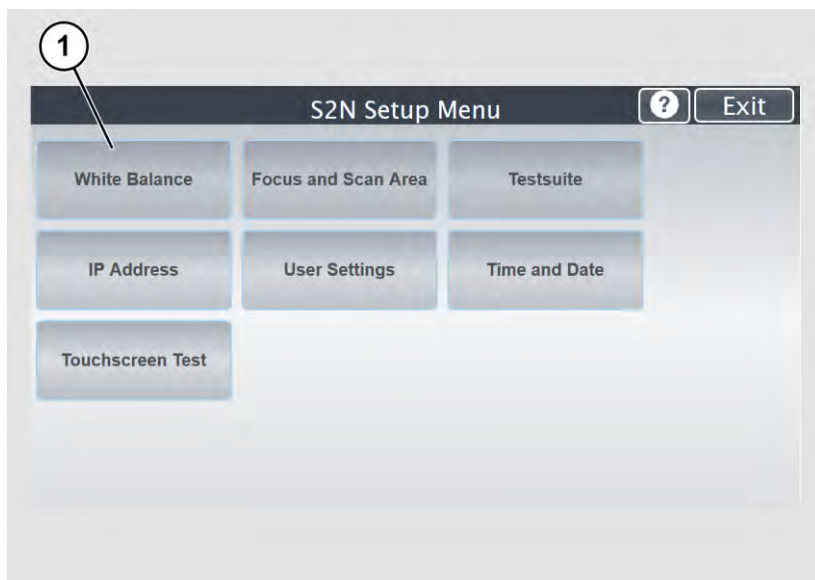 1
S2N Setup Menu ? Exit
White Balance Focus and Scan Area Testsuite
IP Address User Settings Time and Date
Touchscreen Test